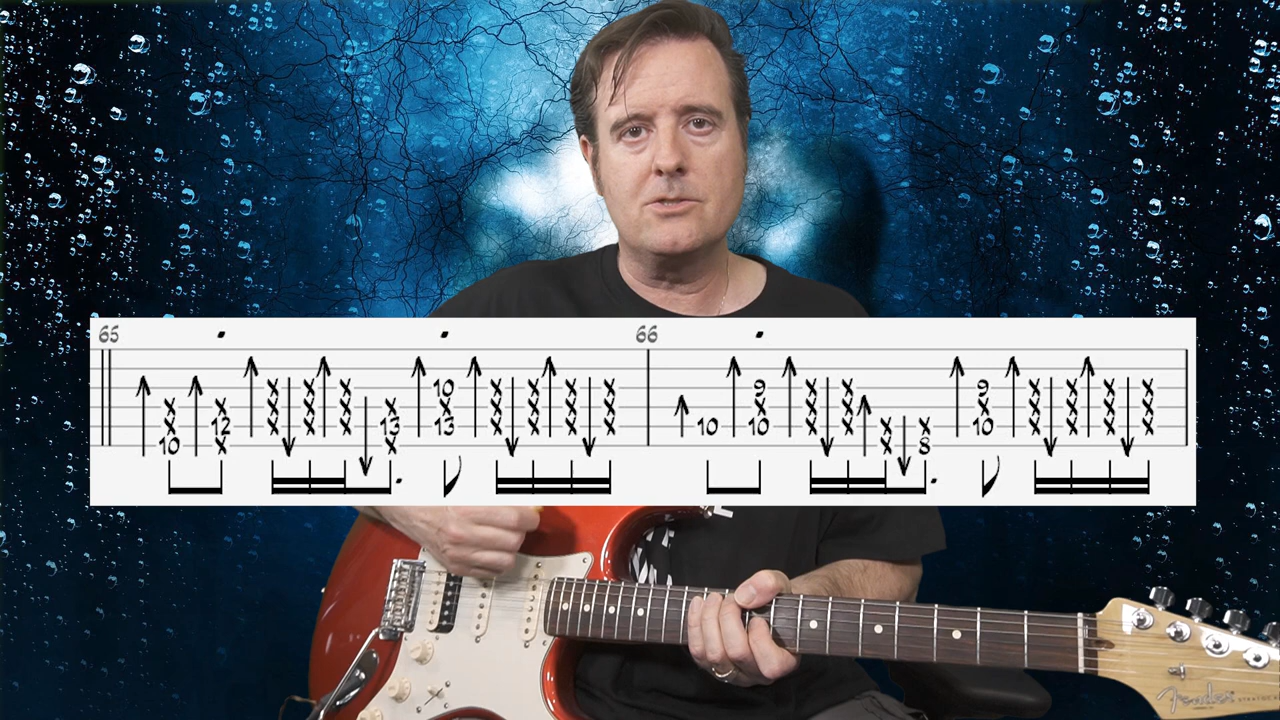 65 66
x x x 10 x x x x 9 x x 9 x x x x
x x x x x x x x x x x x x x x x x x x
x 12 x x x 13 13 x x x x 10 10 x x x x 10 x x x x
10 x x x 8
Fender